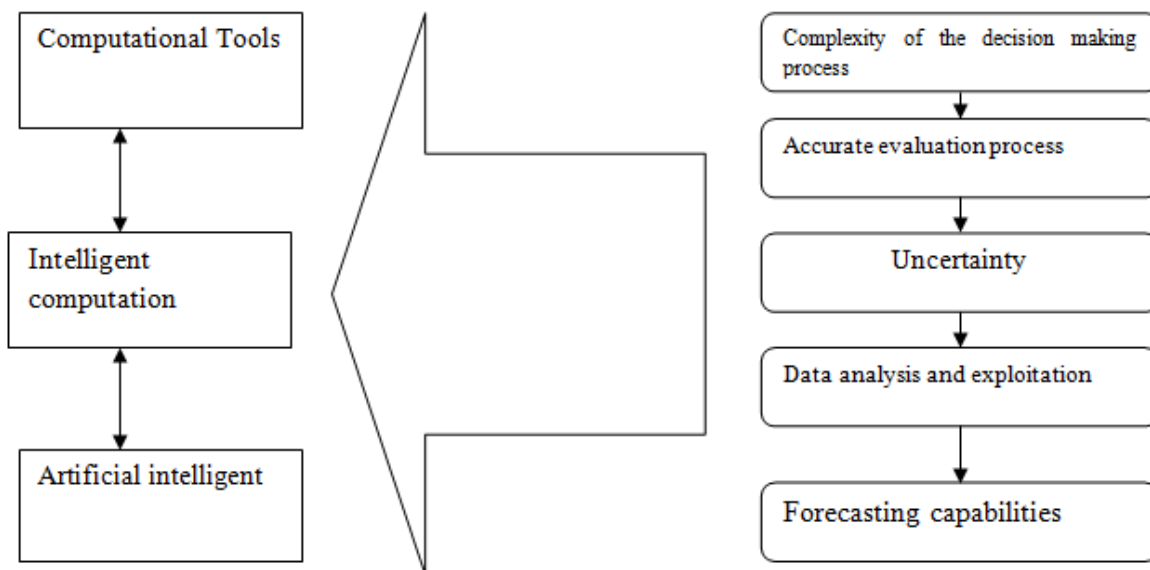 Computational Tools
Intelligent
computation
Artificial intelligent
Complexity of the decision making
process
Accurate evaluation process
Uncertainty
Data analysis and exploitation
Forecasting capabilities